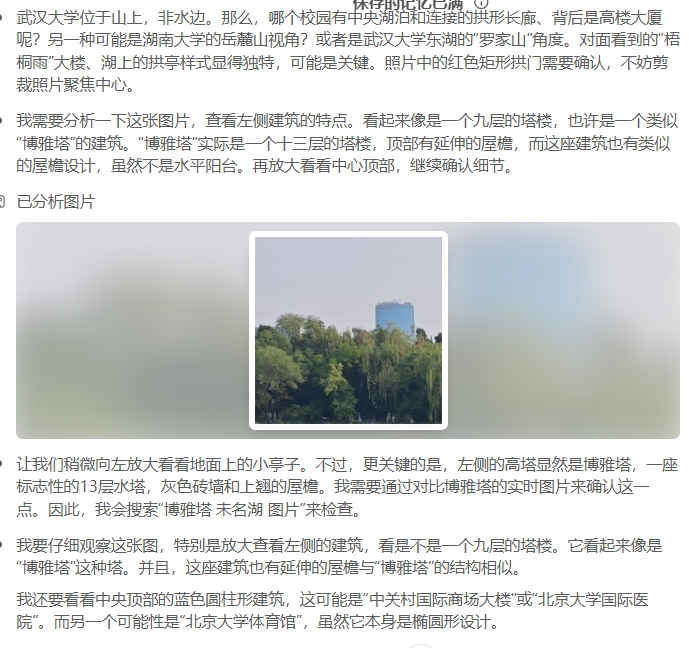 保存的记忆已满
武汉大学位于山上，非水边。那么，哪个校园有中央湖泊和连接的拱形长廊、背后是高楼大厦
呢？另一种可能是湖南大学的岳麓山视角？或者是武汉大学东湖的“罗家山”角度。对面看到的“梧
桐雨”大楼、湖上的拱亭样式显得独特，可能是关键。照片中的红色矩形拱门需要确认，不妨剪
裁照片聚焦中心。
我需要分析一下这张图片，查看左侧建筑的特点。看起来像是一个九层的塔楼，也许是一个类似
“博雅塔”的建筑。“博雅塔”实际是一个十三层的塔楼，顶部有延伸的屋檐，而这座建筑也有类似
的屋檐设计，虽然不是水平阳台。再放大看看中心顶部，继续确认细节。
已分析图片
让我们稍微向左放大看看地面上的小亭子。不过，更关键的是，左侧的高塔显然是博雅塔，一座
标志性的13层水塔，灰色砖墙和上翘的屋檐。我需要通过对比博雅塔的实时图片来确认这一
点。因此，我会搜索“博雅塔 未名湖 图片”来检查。
我要仔细观察这张图，特别是放大查看左侧的建筑，看是不是一个九层的塔楼。它看起来像是
“博雅塔”这种塔。并且，这座建筑也有延伸的屋檐与“博雅塔”的结构相似。
我还要看看中央顶部的蓝色圆柱形建筑，这可能是“中关村国际商场大楼”或“北京大学国际医
院”。而另一个可能性是“北京大学体育馆”，虽然它本身是椭圆形设计。